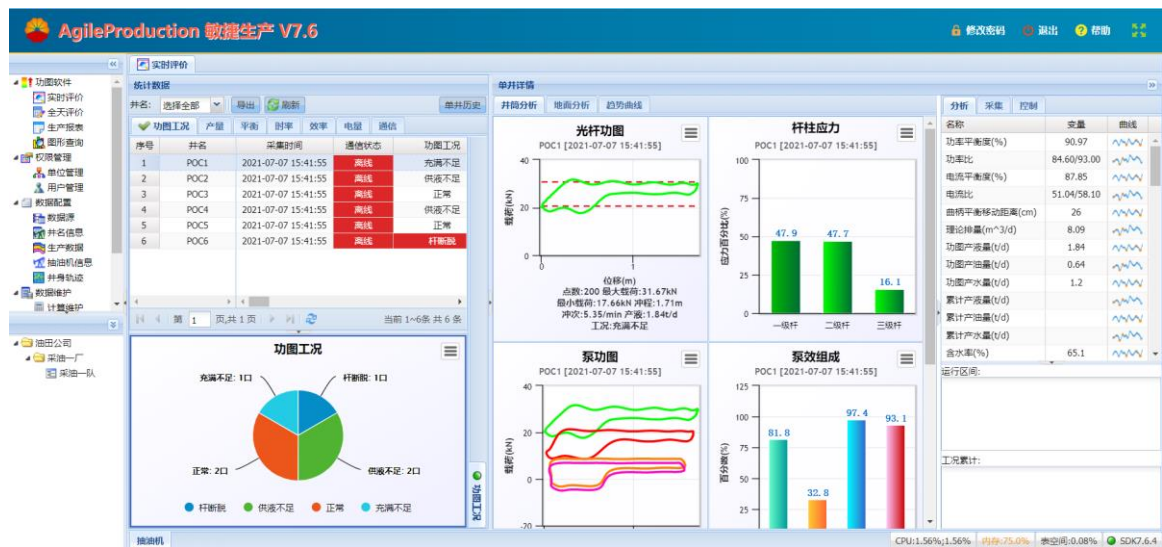 AgileProduction 敏捷生产 V7.6
修改密码 退出 帮助
功图软件
实时评价
全天评价
生产报表
图形查询
权限管理
单位管理
用户管理
数据配置
数据源
井名信息
生产数据
抽油机信息
井身轨迹
数据维护
计算维护
油田公司
采油一厂
采油一队
实时评价
统计数据
井名: 选择全部 导出 刷新 单井历史
功图工况 产量 平衡 时率 效率 电量 通信
序号 井名 采集时间 通信状态 功图工况
1 POC1 2021-07-07 15:41:55 离线 充满不足
2 POC2 2021-07-07 15:41:55 离线 供液不足
3 POC3 2021-07-07 15:41:55 离线 正常
4 POC4 2021-07-07 15:41:55 离线 供液不足
5 POC5 2021-07-07 15:41:55 离线 正常
6 POC6 2021-07-07 15:41:55 离线 杆断脱
第 1 页,共 1 页 当前 1~6条 共 6 条
功图工况
充满不足: 1口 杆断脱: 1口
正常: 2口 供液不足: 2口
杆断脱 供液不足 正常 充满不足
功图工况
抽油机
单井详情
井筒分析 地面分析 趋势曲线
光杆功图
POC1 [2021-07-07 15:41:55]
载荷(kN)
40
20
0
0 1
位移(m)
点数:200 最大载荷:31.67kN
最小载荷:17.66kN 冲程:1.71m
冲次:5.35/min 产液:1.84t/d
工况:充满不足
杆柱应力
POC1 [2021-07-07 15:41:55]
应力百分比(%)
100
75
50
25
0
47.9 47.7 16.1
一级杆 二级杆 三级杆
泵功图
POC1 [2021-07-07 15:41:55]
载荷(kN)
40
20
0
-20
泵效组成
POC1 [2021-07-07 15:41:55]
百分数(%)
125
100
75
50
25
81.8 32.8 97.4 93.1
分析 采集 控制
名称 变量 曲线
功率平衡度(%) 90.97
功率比 84.60/93.00
电流平衡度(%) 87.85
电流比 51.04/58.10
曲柄平衡移动距离(cm) 26
理论排量(m^3/d) 8.09
功图产液量(t/d) 1.84
功图产油量(t/d) 0.64
功图产水量(t/d) 1.2
累计产液量(t/d)
累计产油量(t/d)
累计产水量(t/d)
含水率(%) 65.1
运行区间:
工况累计:
CPU:1.56%;1.56% 内存:75.0% 表空间:0.08% SDK7.6.4